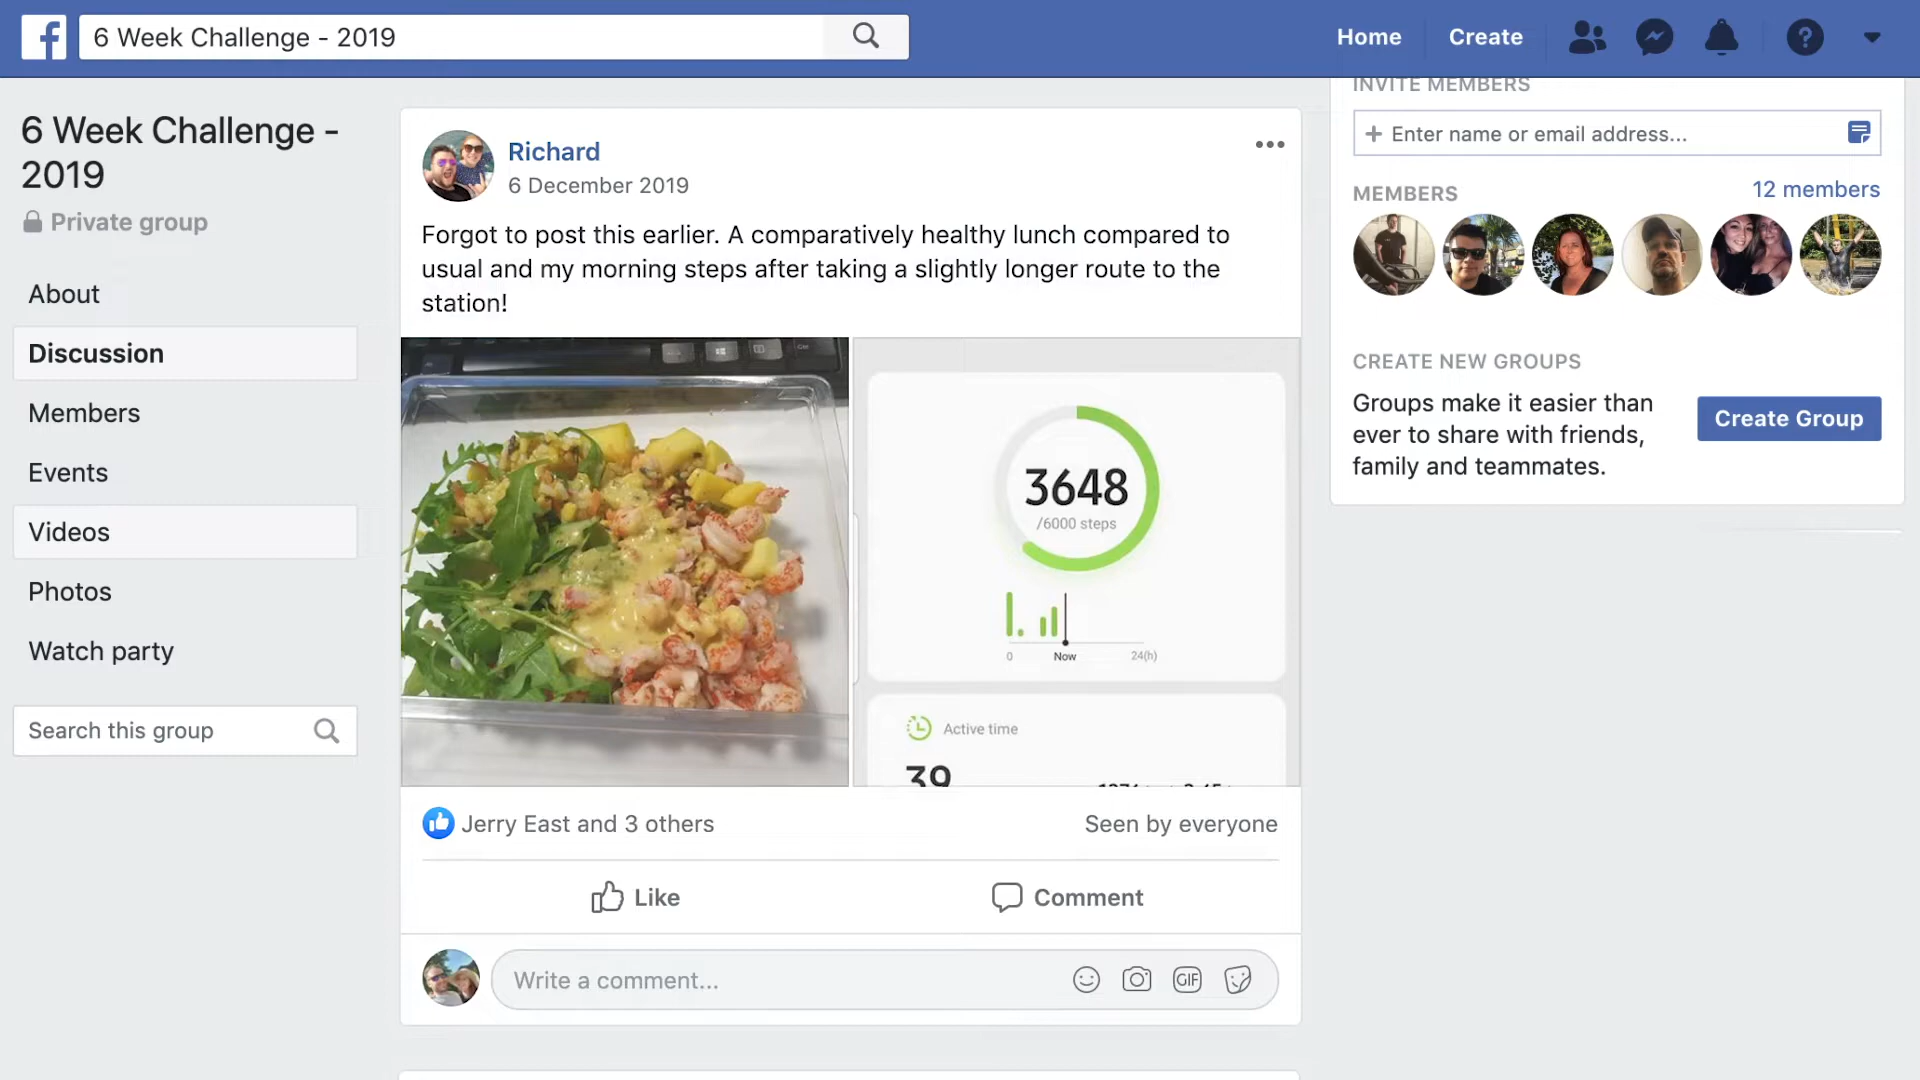 6 Week Challenge - 2019
Home
Create
6 Week Challenge -
2019
Private group
About
Discussion
Members
Events
Videos
Photos
Watch party
Search this group
Richard
6 December 2019
Forgot to post this earlier. A comparatively healthy lunch compared to
usual and my morning steps after taking a slightly longer route to the
station!
3648
/6000 steps
0
Now
24(h)
Active time
39
Jerry East and 3 others
Seen by everyone
Like
Comment
Write a comment...
GIF
INVITE MEMBERS
+ Enter name or email address...
MEMBERS
12 members
CREATE NEW GROUPS
Groups make it easier than
ever to share with friends,
family and teammates.
Create Group